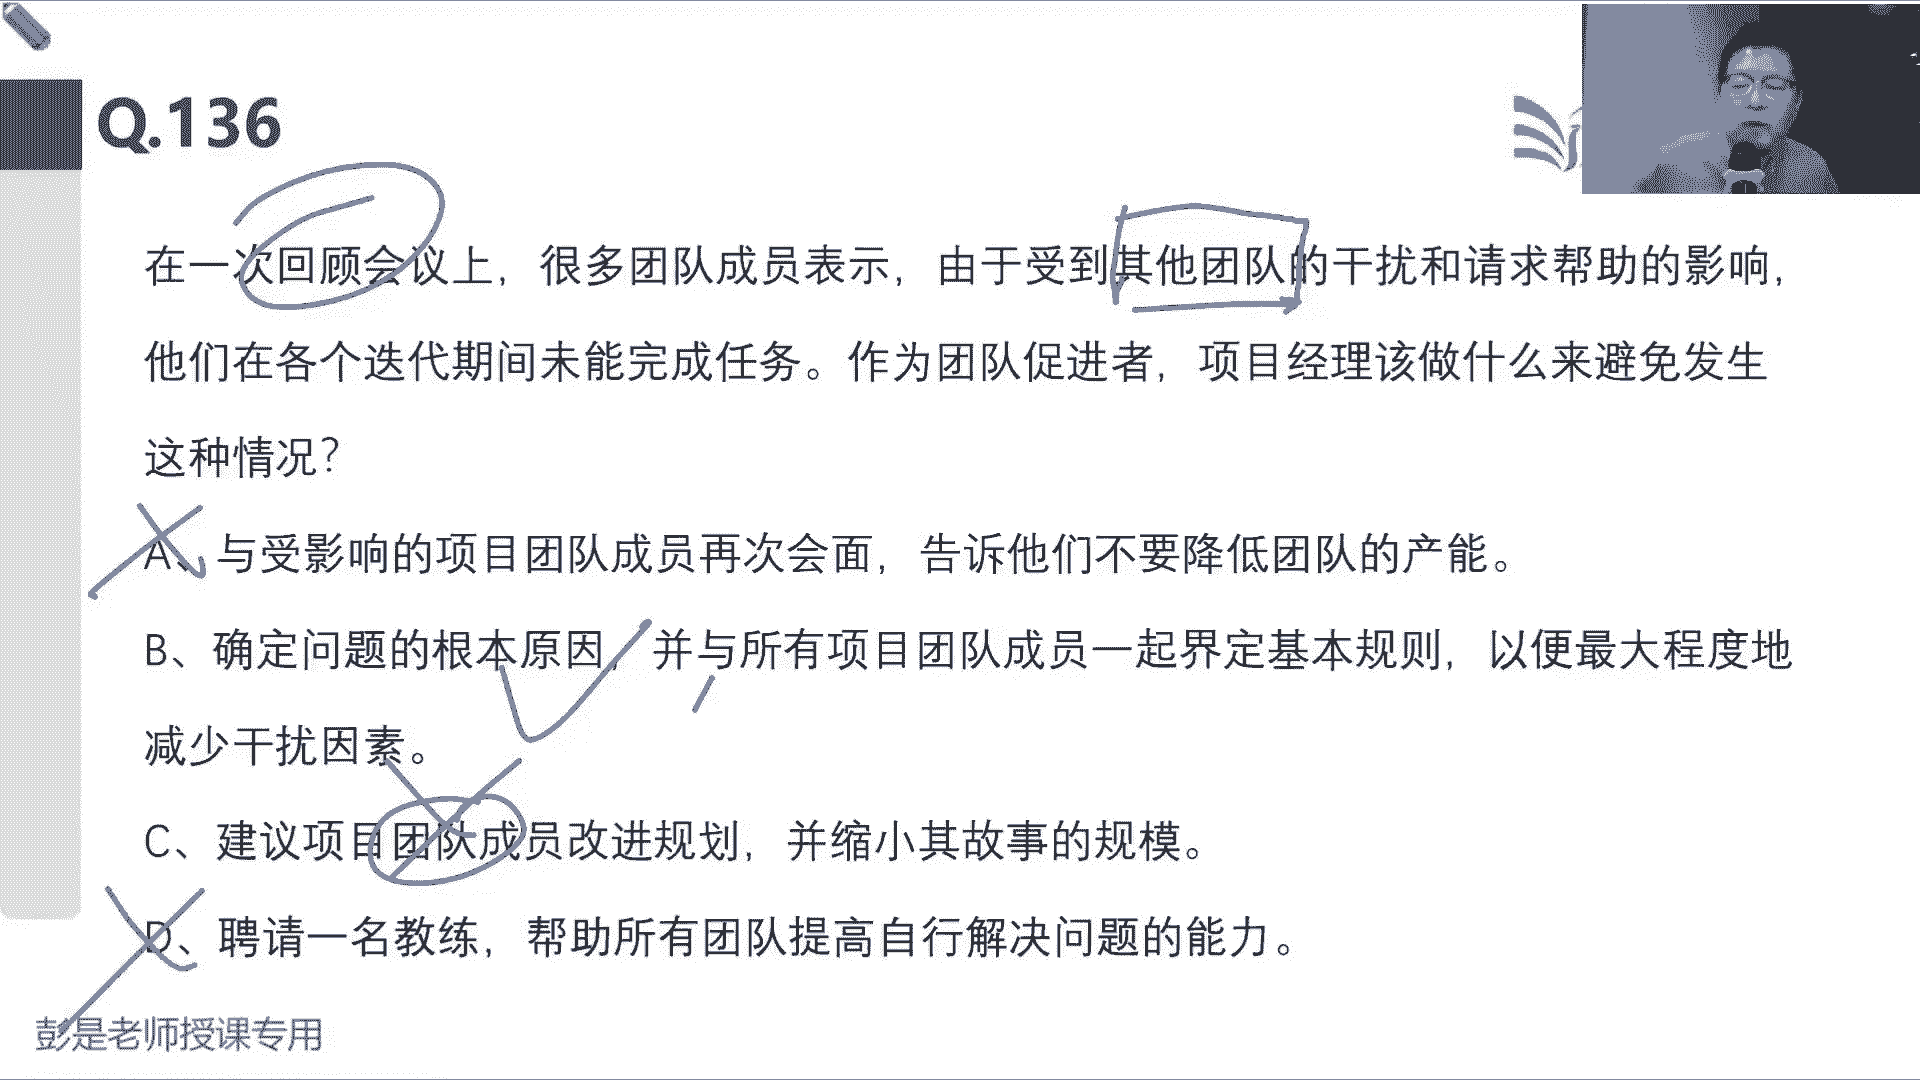 Q.136
在一次回顾会议上，很多团队成员表示，由于受到其他团队的干扰和请求帮助的影响，
他们在各个迭代期间未能完成任务。作为团队促进者，项目经理该做什么来避免发生
这种情况？
A、与受影响的项目团队成员再次会面，告诉他们不要降低团队的产能。
B、确定问题的根本原因，并与所有项目团队成员一起界定基本规则，以便最大程度地
减少干扰因素。
C、建议项目团队成员改进规划，并缩小其故事的规模。
D、聘请一名教练，帮助所有团队提高自行解决问题的能力。
彭是老师授课专用